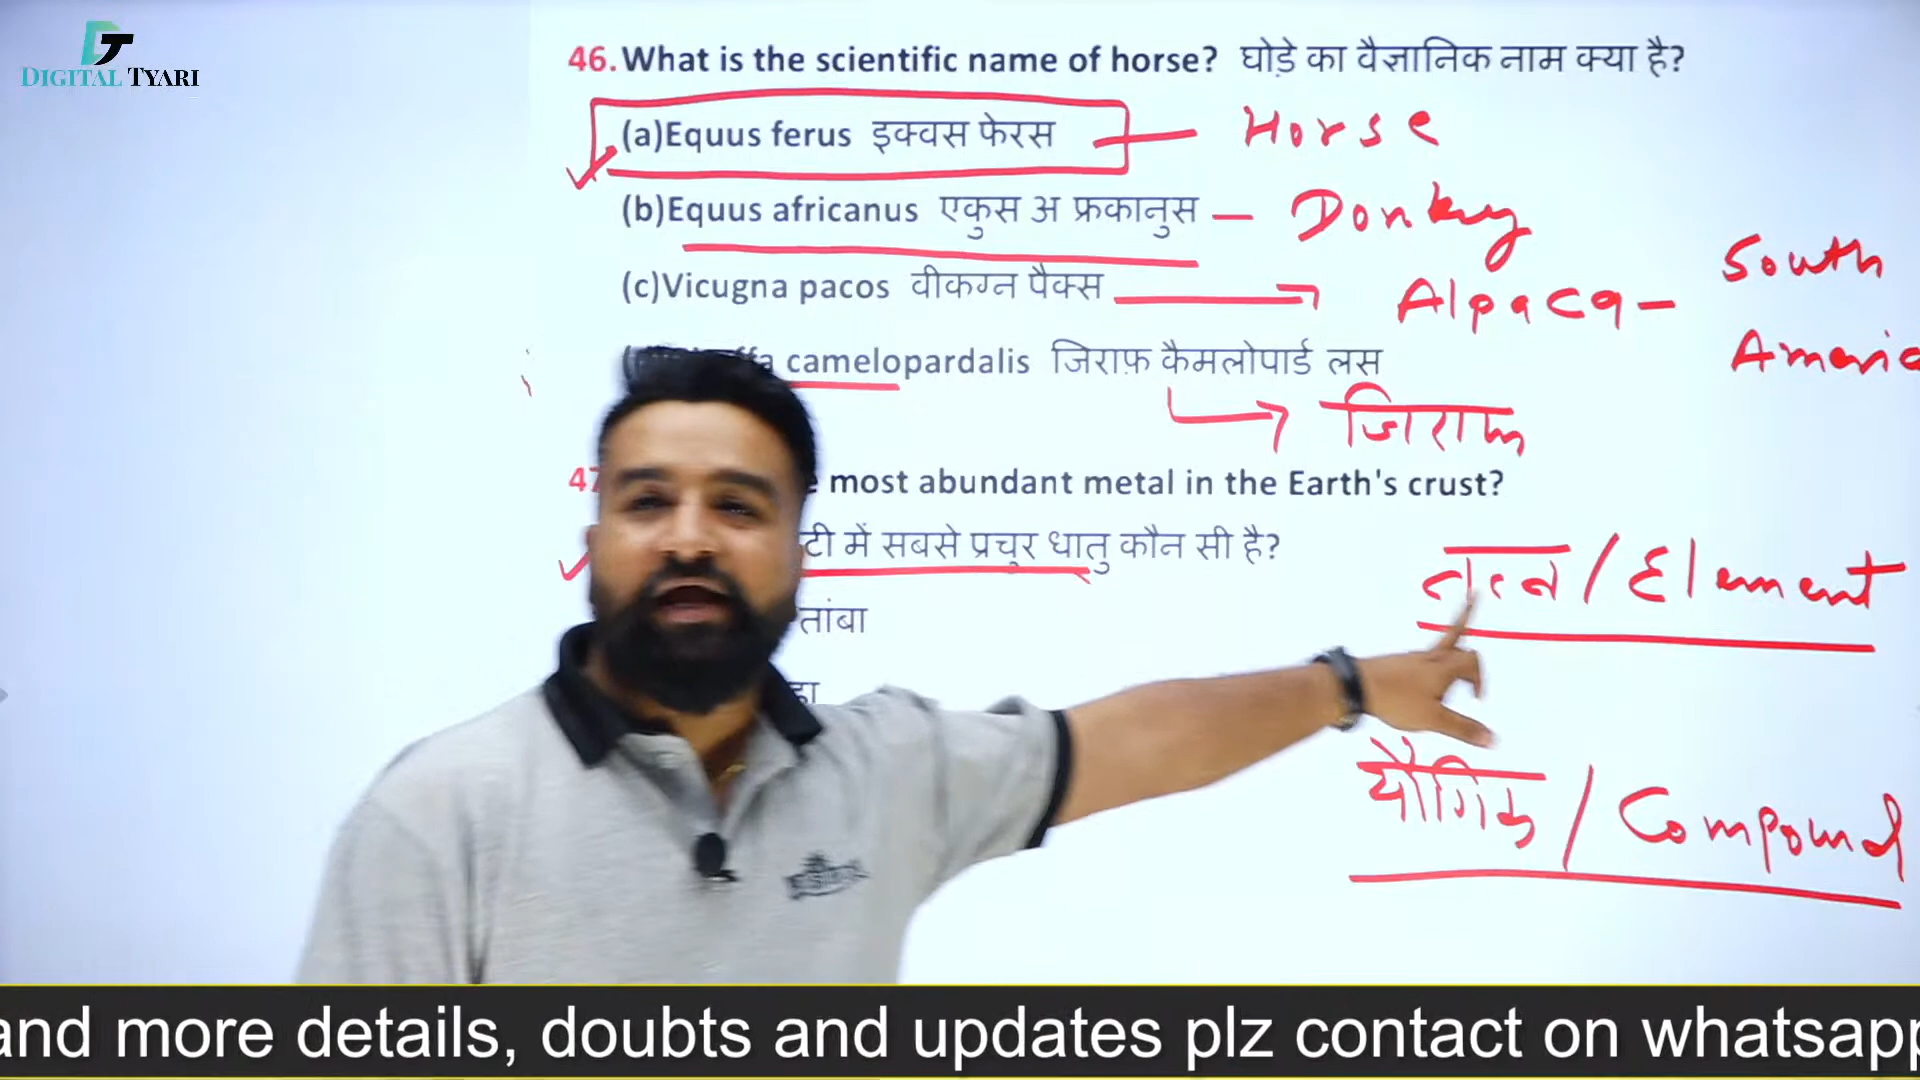 DIGITAL TYARI
46. What is the scientific name of horse? घोड़े का वैज्ञानिक नाम क्या है?
(a)Equus ferus इक्वस फेरस — Horse
(b)Equus africanus एकुस अ फ्रकानुस — Donkey
(c)Vicugna pacos वीकग्न पैक्स Alpaca — South
camelopardalis जिराफ़ कैमलोपार्ड लस America
जिराफ
47 most abundant metal in the Earth's crust?
में सबसे प्रचुर धातु कौन सी है?
तत्व / Element
तांबा
यौगिक / Compound
and more details, doubts and updates plz contact on whatsapp